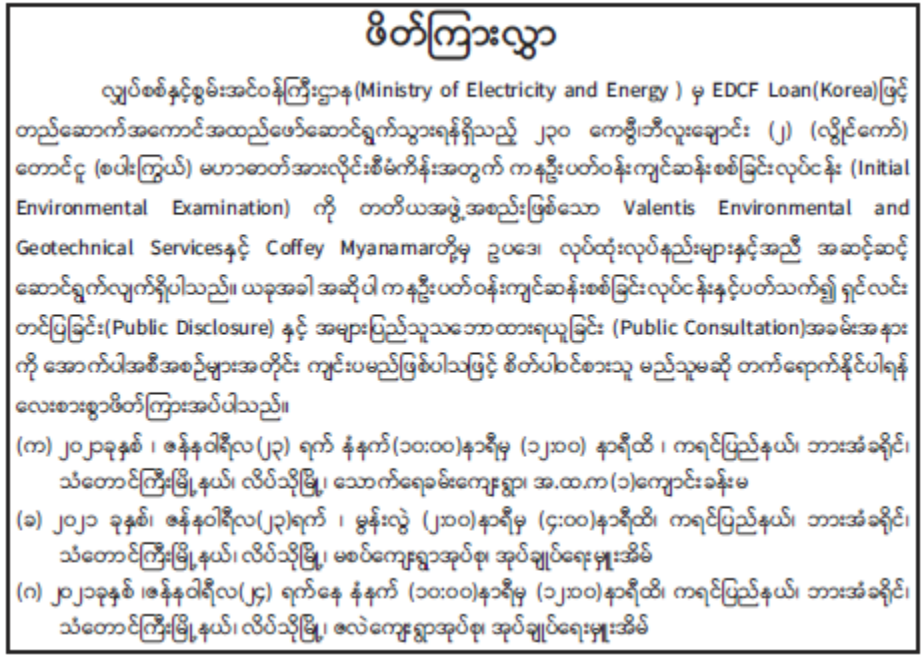 ဖိတ်ကြားလွှာ
လျှပ်စစ်နှင့်စွမ်းအင်ဝန်ကြီးဌာန(Ministry of Electricity and Energy ) မှ EDCF Loan(Korea)ဖြင့်
တည်ဆောက်အကောင်အထည်ဖော်ဆောင်ရွက်သွားရန်ရှိသည့် ၂၃၀ ကေဗွီ၊ဘီလူးချောင်း (၂) (လွိုင်ကော်)
တောင်ငူ (စပါးကြွယ်) မဟာဓာတ်အားလိုင်းစီမံကိန်းအတွက် ကနဦးပတ်ဝန်းကျင်ဆန်းစစ်ခြင်းလုပ်ငန်း (Initial
Environmental Examination) ကို တတိယအဖွဲ့အစည်းဖြစ်သော Valentis Environmental and
Geotechnical Servicesနှင့် Coffey Myanamarတို့မှ ဥပဒေ၊ လုပ်ထုံးလုပ်နည်းများနှင့်အညီ အဆင့်ဆင့်
ဆောင်ရွက်လျက်ရှိပါသည်။ ယခုအခါ အဆိုပါ ကနဦးပတ်ဝန်းကျင်ဆန်းစစ်ခြင်းလုပ်ငန်းနှင့်ပတ်သက်၍ ရှင်လင်း
တင်ပြခြင်း(Public Disclosure) နှင့် အများပြည်သူသဘောထားရယူခြင်း (Public Consultation)အခမ်းအနား
ကို အောက်ပါအစီအစဉ်များအတိုင်း ကျင်းပမည်ဖြစ်ပါသဖြင့် စိတ်ပါဝင်စားသူ မည်သူမဆို တက်ရောက်နိုင်ပါရန်
လေးစားစွာဖိတ်ကြားအပ်ပါသည်။
(က) ၂၀၂၁ခုနှစ် ၊ ဇန်နဝါရီလ(၂၃) ရက် နံနက်(၁၀:၀၀)နာရီမှ (၁၂:၀၀) နာရီထိ ၊ ကရင်ပြည်နယ်၊ ဘားအံခရိုင်၊
သံတောင်ကြီးမြို့နယ်၊ လိပ်သိုမြို့၊ သောက်ရေခမ်းကျေးရွာ၊ အ.ထ.က(၁)ကျောင်းခန်းမ
(ခ) ၂၀၂၁ ခုနှစ်၊ ဇန်နဝါရီလ(၂၃)ရက် ၊ မွန်းလွဲ (၂:၀၀)နာရီမှ (၄:၀၀)နာရီထိ၊ ကရင်ပြည်နယ်၊ ဘားအံခရိုင်၊
သံတောင်ကြီးမြို့နယ်၊ လိပ်သိုမြို့၊ မစပ်ကျေးရွာအုပ်စု၊ အုပ်ချုပ်ရေးမှူးအိမ်
(ဂ) ၂၀၂၁ခုနှစ် ၊ဇန်နဝါရီလ(၂၄) ရက်နေ့ နံနက် (၁၀:၀၀)နာရီမှ (၁၂:၀၀)နာရီထိ၊ ကရင်ပြည်နယ်၊ ဘားအံခရိုင်၊
သံတောင်ကြီးမြို့နယ်၊ လိပ်သိုမြို့၊ ဇလဲကျေးရွာအုပ်စု၊ အုပ်ချုပ်ရေးမှူးအိမ်